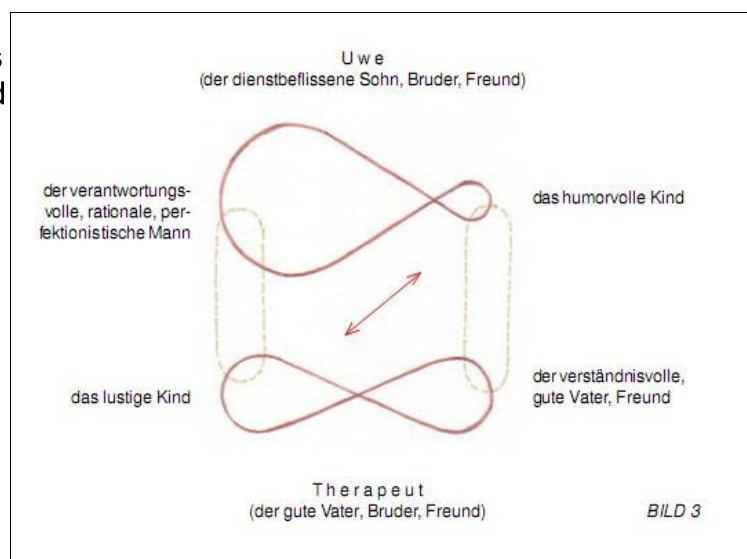 s
d
U w e
(der dienstbeflissene Sohn, Bruder, Freund)
der verantwortungs-
volle, rationale, per-
fektionistische Mann
das humorvolle Kind
das lustige Kind
der verständnisvolle,
gute Vater, Freund
T h e r a p e u t
(der gute Vater, Bruder, Freund)
BILD 3